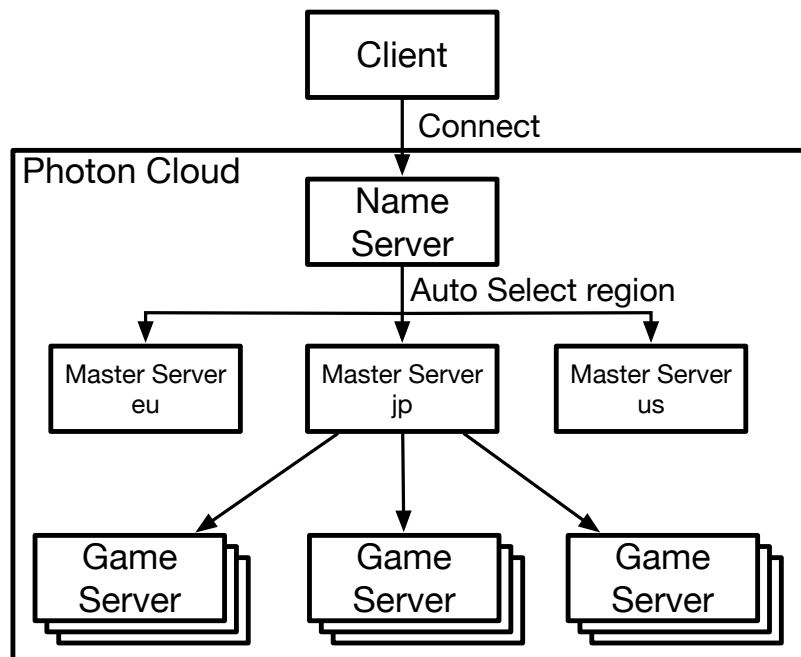 Client
Connect
Photon Cloud
Name
Server
Auto Select region
Master Server
eu
Master Server
jp
Master Server
us
Game
Server
Game
Server
Game
Server